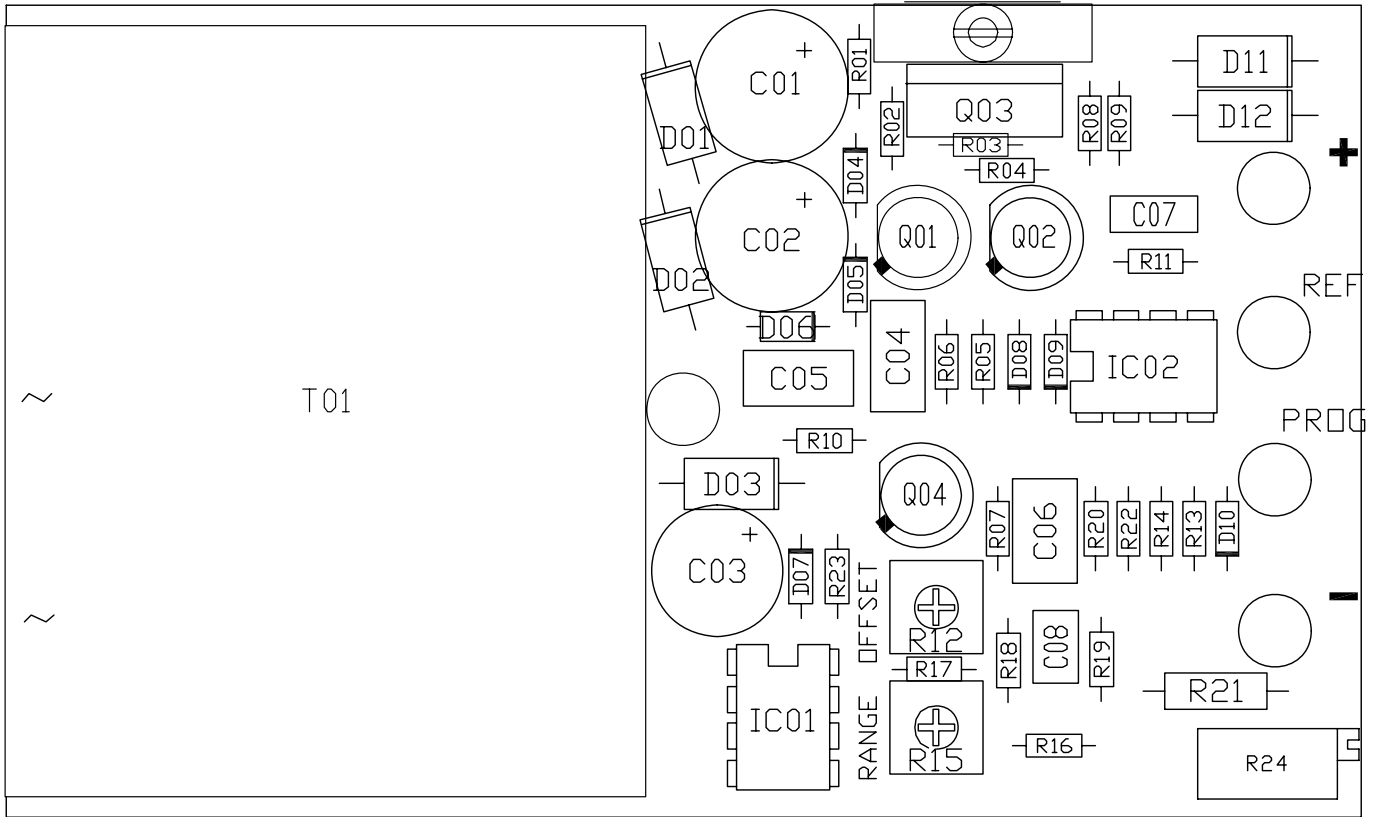 C01
+
R01
D11
D01
R02
Q03
R08
R09
D12
R03
+
R04
D04
C02
+
Q01
Q02
C07
D02
D05
R11
REF
D06
C04
R06
R05
D08
D09
IC02
C05
~
T01
PROG
R10
D03
Q04
R07
C06
R20
R22
R14
R13
D10
C03
+
D07
R23
OFFSET
-
~
R12
R18
C08
R19
R17
IC01
RANGE
R15
R21
R16
R24